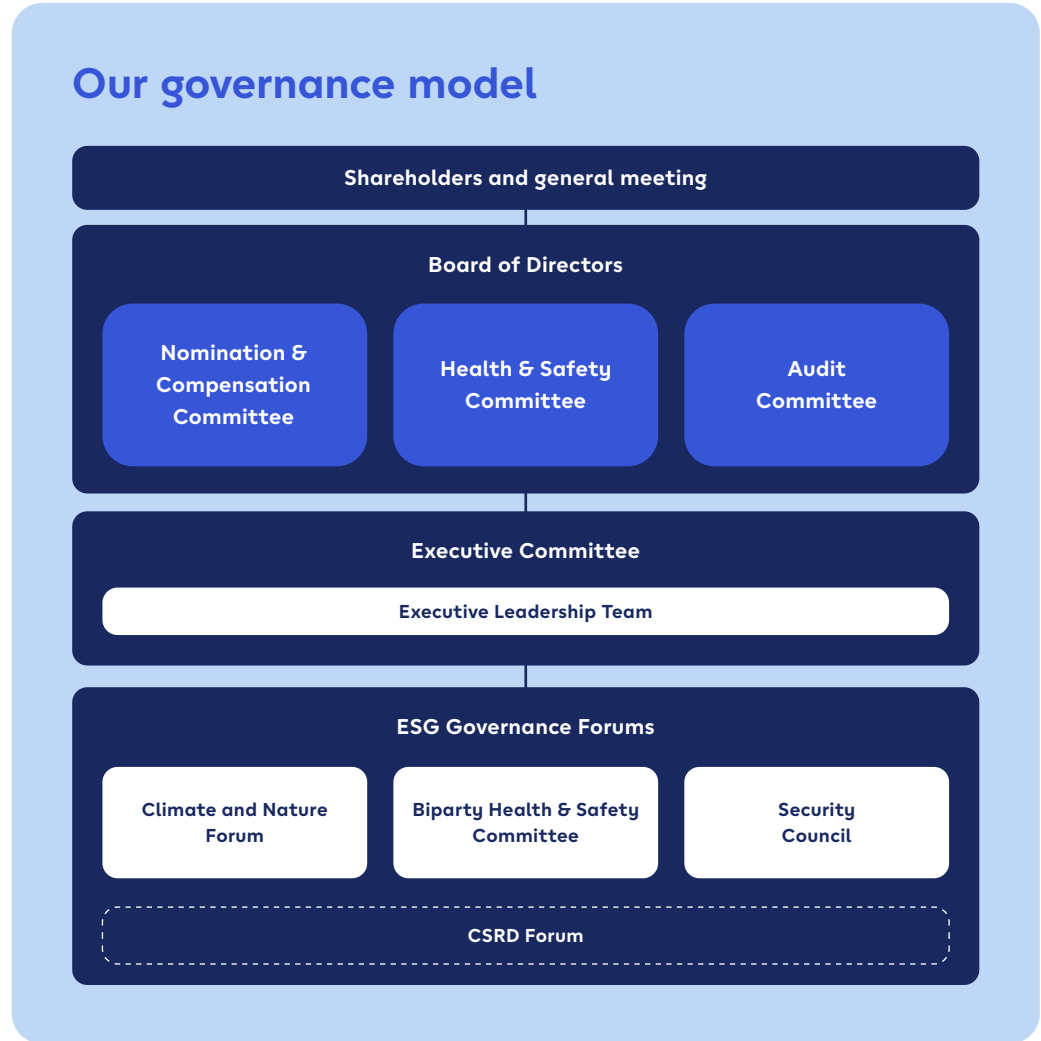 Our governance model
Shareholders and general meeting
Board of Directors
Nomination &
Compensation
Committee
Health & Safety
Committee
Audit
Committee
Executive Committee
Executive Leadership Team
ESG Governance Forums
Climate and Nature
Forum
Biparty Health & Safety
Committee
Security
Council
CSRD Forum